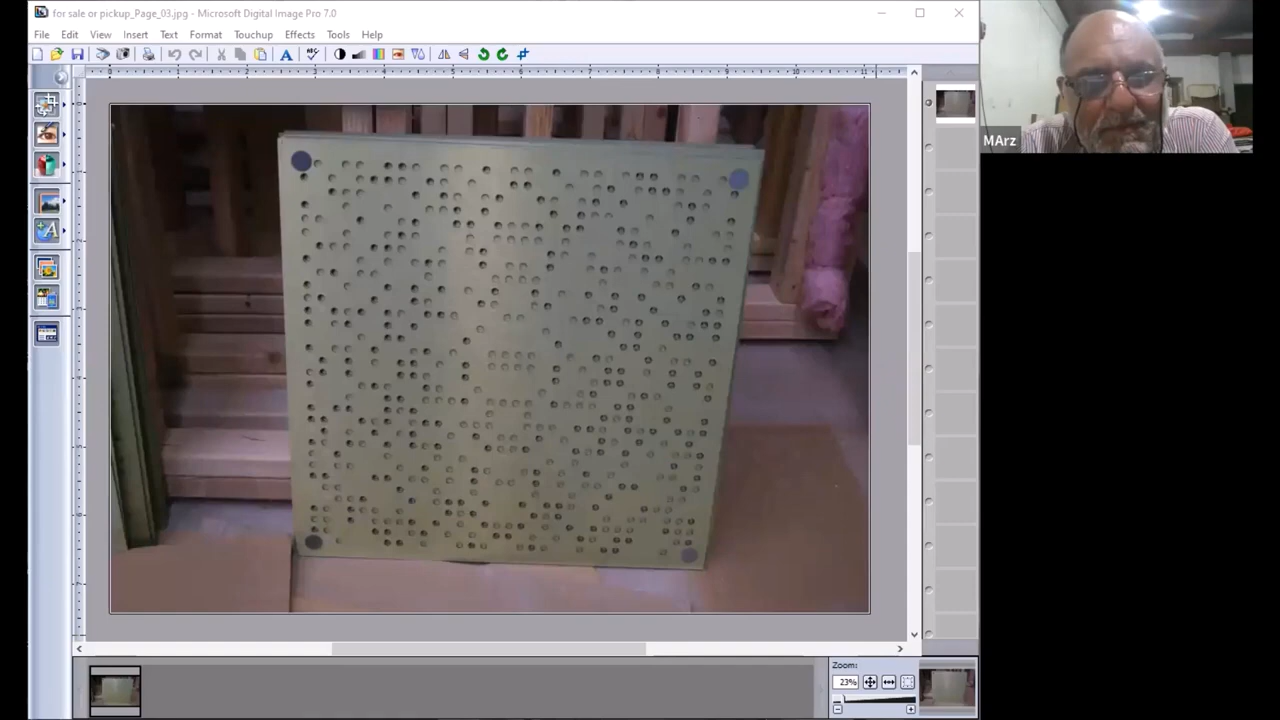 for sale or pickup_Page_03.jpg - Microsoft Digital Image Pro 7.0
File Edit View Insert Text Format Touchup Effects Tools Help
MArz
Zoom:
23%